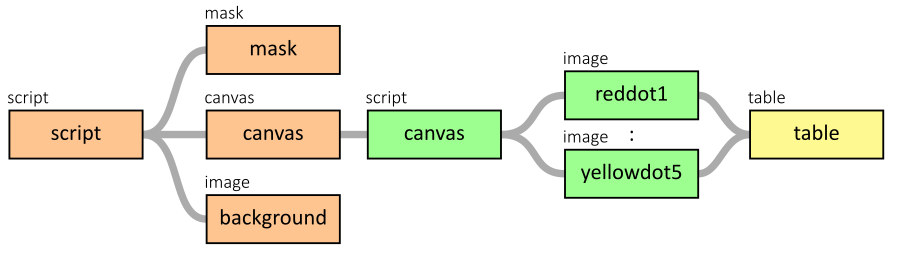 script
script
mask
mask
canvas
canvas
image
background
script
canvas
image
reddot1
image :
yellowdot5
table
table